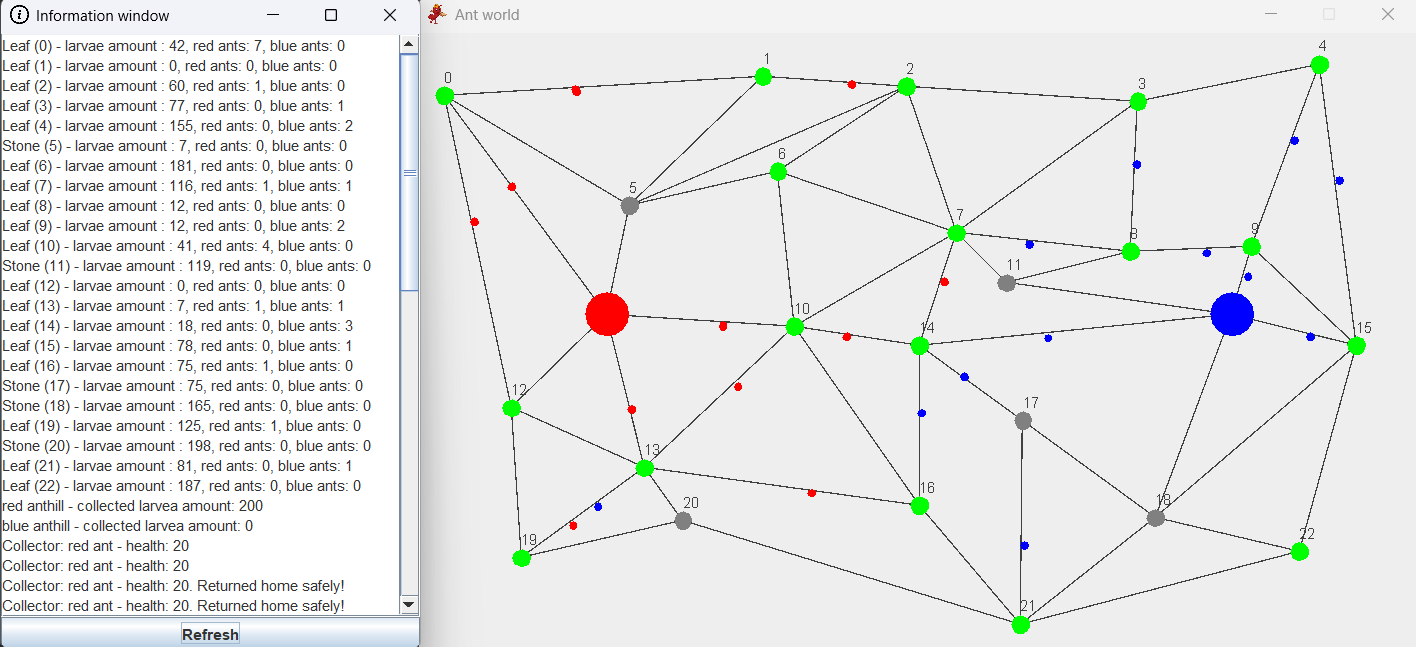 Information window
Leaf (0) - larvae amount : 42, red ants: 7, blue ants: 0
Leaf (1) - larvae amount : 0, red ants: 0, blue ants: 0
Leaf (2) - larvae amount : 60, red ants: 1, blue ants: 0
Leaf (3) - larvae amount : 77, red ants: 0, blue ants: 1
Leaf (4) - larvae amount : 155, red ants: 0, blue ants: 2
Stone (5) - larvae amount : 7, red ants: 0, blue ants: 0
Leaf (6) - larvae amount : 181, red ants: 0, blue ants: 0
Leaf (7) - larvae amount : 116, red ants: 1, blue ants: 1
Leaf (8) - larvae amount : 12, red ants: 0, blue ants: 0
Leaf (9) - larvae amount : 12, red ants: 0, blue ants: 2
Leaf (10) - larvae amount : 41, red ants: 4, blue ants: 0
Stone (11) - larvae amount : 119, red ants: 0, blue ants: 0
Leaf (12) - larvae amount : 0, red ants: 0, blue ants: 0
Leaf (13) - larvae amount : 7, red ants: 1, blue ants: 1
Leaf (14) - larvae amount : 18, red ants: 0, blue ants: 3
Leaf (15) - larvae amount : 78, red ants: 0, blue ants: 1
Leaf (16) - larvae amount : 75, red ants: 1, blue ants: 0
Stone (17) - larvae amount : 75, red ants: 0, blue ants: 0
Stone (18) - larvae amount : 165, red ants: 0, blue ants: 0
Leaf (19) - larvae amount : 125, red ants: 1, blue ants: 0
Stone (20) - larvae amount : 198, red ants: 0, blue ants: 0
Leaf (21) - larvae amount : 81, red ants: 0, blue ants: 1
Leaf (22) - larvae amount : 187, red ants: 0, blue ants: 0
red anthill - collected larvea amount: 200
blue anthill - collected larvea amount: 0
Collector: red ant - health: 20
Collector: red ant - health: 20
Collector: red ant - health: 20. Returned home safely!
Collector: red ant - health: 20. Returned home safely!
Refresh
Ant world
0
1
2
3
4
5
6
7
8
9
10
11
12
13
14
15
16
17
18
19
20
21
22